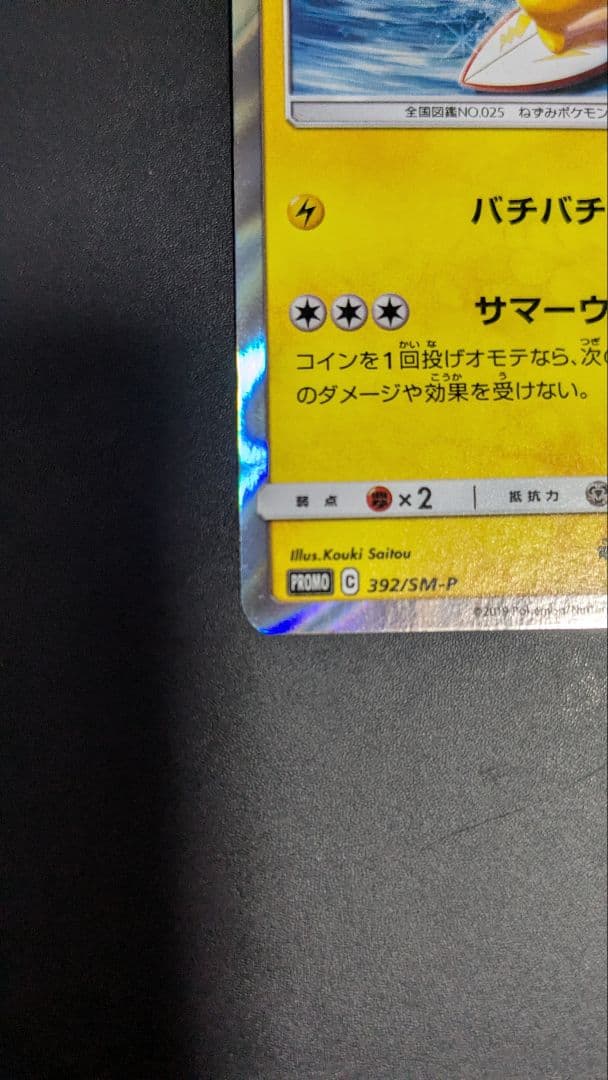 全国図鑑NO.025 ねずみポケモン
バチバチ
サマーウ
コインを1回投げオモテなら、次の
のダメージや効果を受けない。
弱点 ×2 抵抗力
Illus.Kouki Saitou
PROMO C 392/SM-P
©2019 Pokémon/Nin